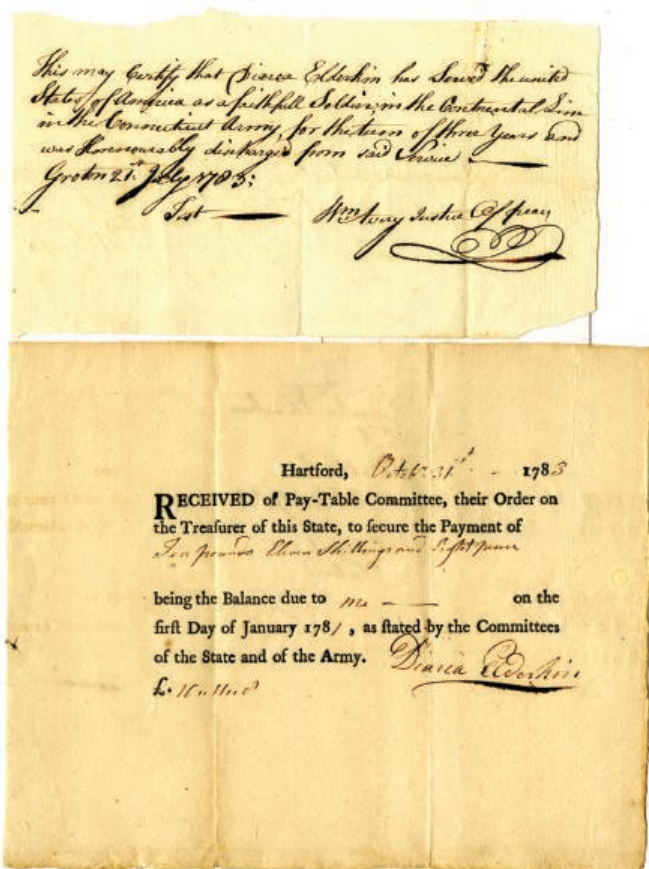 This may Certify that Diarca Elderkin has Served the united
States of America as a faithfull Soldier in the Continental Line
in the Connecticut Army, for the term of three Years and
was Honnourably discharged from said Service
Groton 21st July 1783:
Test Wm Avery Justice Of peace
Hartford, Octobr 31st 1783
RECEIVED of Pay-Table Committee, their Order on
the Treasurer of this State, to secure the Payment of
Ten pounds Eleven Shillings and Eight pence
being the Balance due to me on the
first Day of January 1781, as stated by the Committees
of the State and of the Army.
Diarca Elderkin
£. 10 11 8